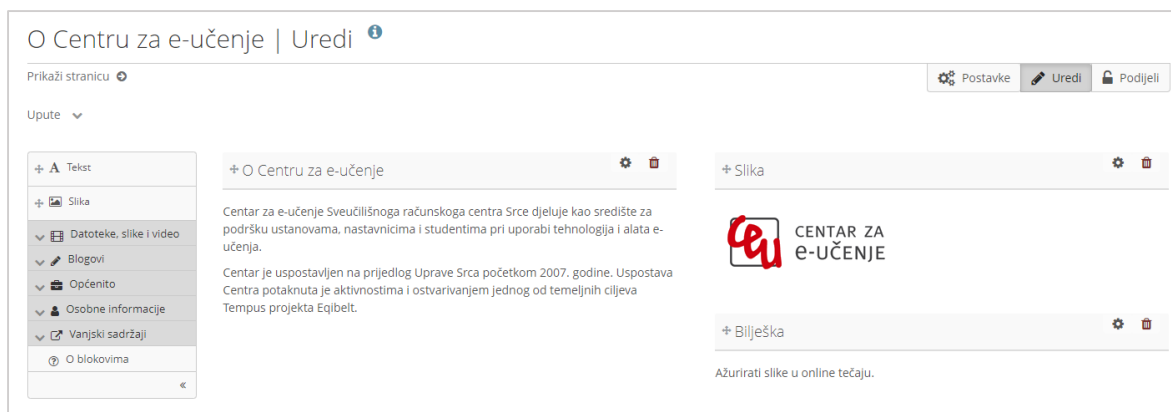 O Centru za e-učenje | Uredi
Prikaži stranicu
Postavke
Uredi
Podijeli
Upute
Tekst
Slika
Datoteke, slike i video
Blogovi
Općenito
Osobne informacije
Vanjski sadržaji
O blokovima
«
O Centru za e-učenje
Centar za e-učenje Sveučilišnoga računskoga centra Srce djeluje kao središte za
podršku ustanovama, nastavnicima i studentima pri uporabi tehnologija i alata e-
učenja.
Centar je uspostavljen na prijedlog Uprave Srca početkom 2007. godine. Uspostava
Centra potaknuta je aktivnostima i ostvarivanjem jednog od temeljnih ciljeva
Tempus projekta Eqibelt.
Slika
ceu
CENTAR ZA
e-UČENJE
Bilješka
Ažurirati slike u online tečaju.